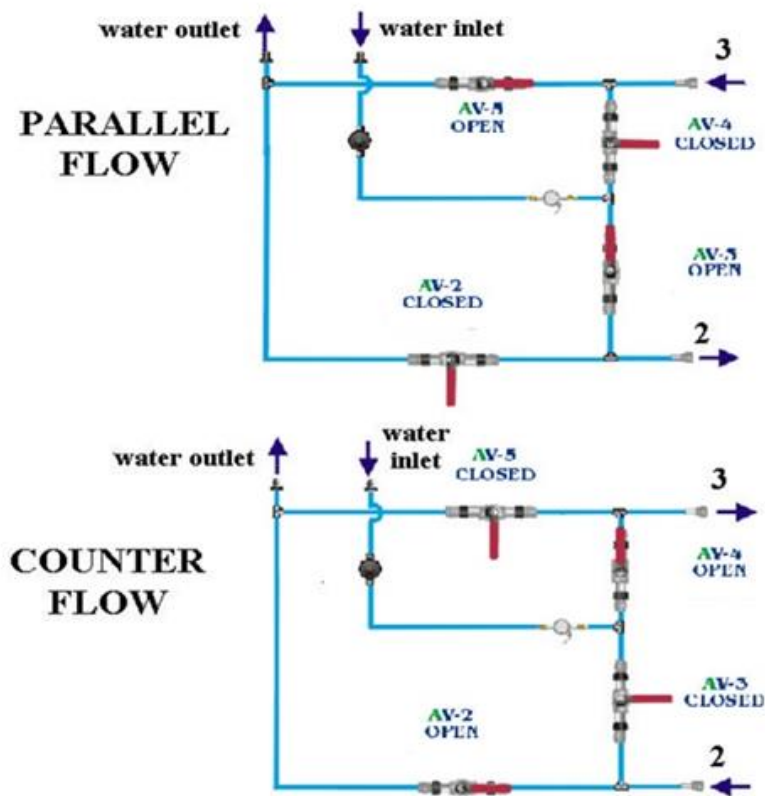 water outlet
water inlet
3
AV-5
OPEN
AV-4
CLOSED
PARALLEL
FLOW
AV-3
OPEN
AV-2
CLOSED
2
water outlet
water
inlet
AV-5
CLOSED
3
COUNTER
FLOW
AV-4
OPEN
AV-3
CLOSED
AV-2
OPEN
2